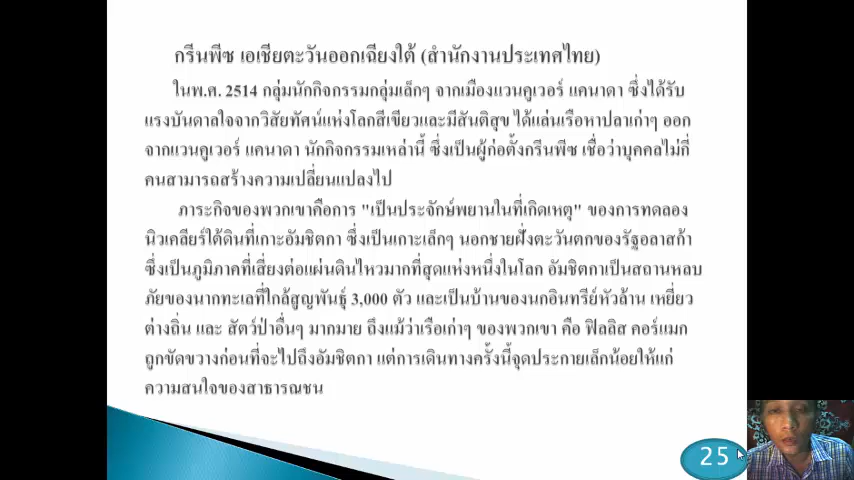 กรีนพีซ เอเชียตะวันออกเฉียงใต้ (สำนักงานประเทศไทย)
ในพ.ศ. 2514 กลุ่มนักกิจกรรมกลุ่มเล็กๆ จากเมืองแวนคูเวอร์ แคนาดา ซึ่งได้รับ
แรงบันดาลใจจากวิสัยทัศน์แห่งโลกสีเขียวและมีสันติสุข ได้แล่นเรือหาปลาเก่าๆ ออก
จากแวนคูเวอร์ แคนาดา นักกิจกรรมเหล่านี้ ซึ่งเป็นผู้ก่อตั้งกรีนพีซ เชื่อว่าบุคคลไม่กี่
คนสามารถสร้างความเปลี่ยนแปลงไป
ภาระกิจของพวกเขาคือการ "เป็นประจักษ์พยานในที่เกิดเหตุ" ของการทดลอง
นิวเคลียร์ใต้ดินที่เกาะอัมชิตกา ซึ่งเป็นเกาะเล็กๆ นอกชายฝั่งตะวันตกของรัฐอลาสก้า
ซึ่งเป็นภูมิภาคที่เสี่ยงต่อแผ่นดินไหวมากที่สุดแห่งหนึ่งในโลก อัมชิตกาเป็นสถานหลบ
ภัยของนากทะเลที่ใกล้สูญพันธุ์ 3,000 ตัว และเป็นบ้านของนกอินทรีย์หัวล้าน เหยี่ยว
ต่างถิ่น และ สัตว์ป่าอื่นๆ มากมาย ถึงแม้ว่าเรือเก่าๆ ของพวกเขา คือ ฟิลลิส คอร์แมก
ถูกขัดขวางก่อนที่จะไปถึงอัมชิตกา แต่การเดินทางครั้งนี้จุดประกายเล็กน้อยให้แก่
ความสนใจของสาธารณชน
25